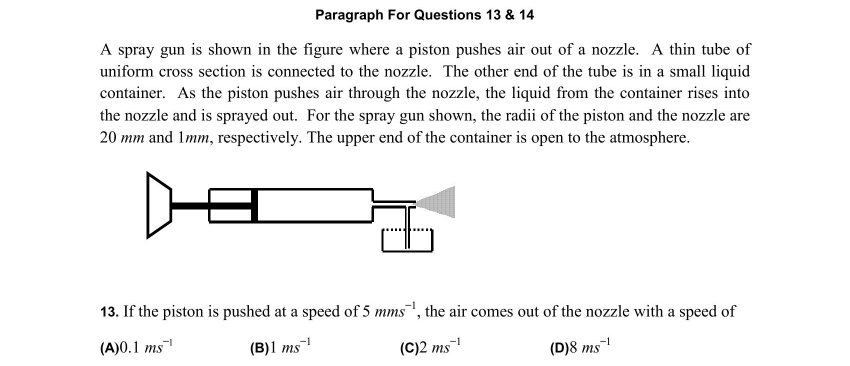 Paragraph For Questions 13 & 14
A spray gun is shown in the figure where a piston pushes air out of a nozzle. A thin tube of
uniform cross section is connected to the nozzle. The other end of the tube is in a small liquid
container. As the piston pushes air through the nozzle, the liquid from the container rises into
the nozzle and is sprayed out. For the spray gun shown, the radii of the piston and the nozzle are
20 mm and 1mm, respectively. The upper end of the container is open to the atmosphere.
13. If the piston is pushed at a speed of 5 mms⁻¹, the air comes out of the nozzle with a speed of
(A)0.1 ms⁻¹ (B)1 ms⁻¹ (C)2 ms⁻¹ (D)8 ms⁻¹